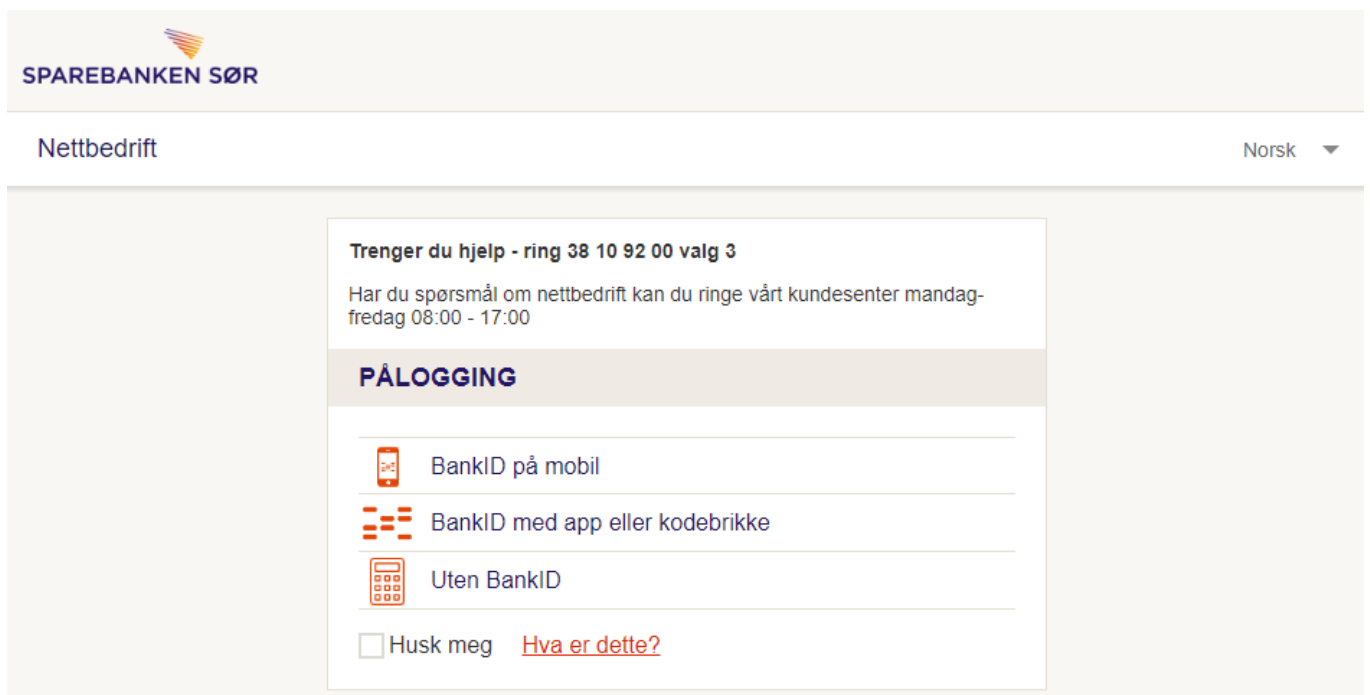 SPAREBANKEN SØR
Nettbedrift
Norsk
Trenger du hjelp - ring 38 10 92 00 valg 3
Har du spørsmål om nettbedrift kan du ringe vårt kundesenter mandag-
fredag 08:00 - 17:00
PÅLOGGING
BankID på mobil
BankID med app eller kodebrikke
Uten BankID
Husk meg Hva er dette?